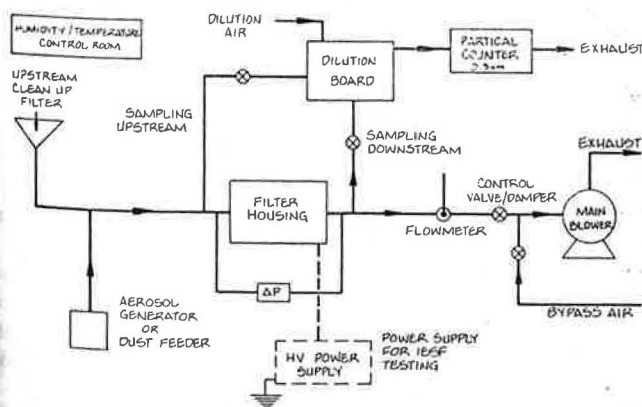 HUMIDITY/TEMPERATURE
CONTROL ROOM
UPSTREAM
CLEAN UP
FILTER
DILUTION
AIR
DILUTION
BOARD
PARTICAL
COUNTER
EXHAUST
SAMPLING
UPSTREAM
SAMPLING
DOWNSTREAM
FILTER
HOUSING
ΔP
FLOWMETER
CONTROL
VALVE/DAMPER
EXHAUST
MAIN
BLOWER
BYPASS AIR
AEROSOL
GENERATOR
OR
DUST FEEDER
HV POWER
SUPPLY
POWER SUPPLY
FOR IESF
TESTING